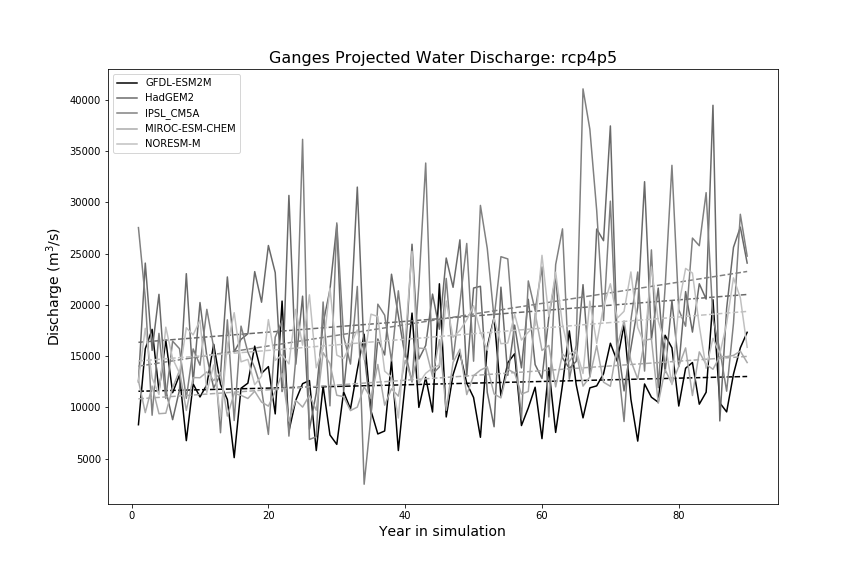 Ganges Projected Water Discharge: rcp4p5
GFDL-ESM2M
HadGEM2
IPSL_CM5A
MIROC-ESM-CHEM
NORESM-M
40000
35000
30000
25000
20000
15000
10000
5000
Discharge (m³/s)
0 20 40 60 80
Year in simulation